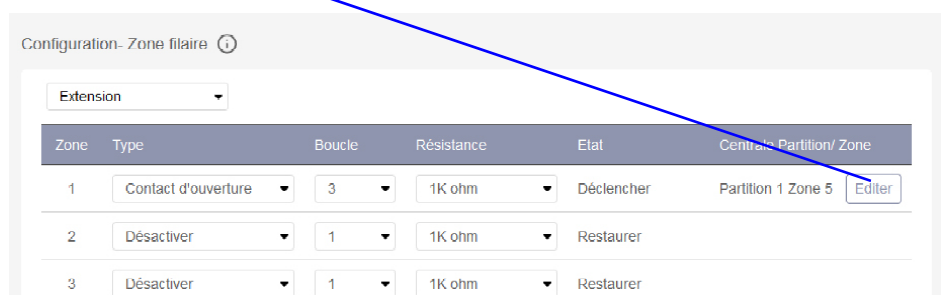 Configuration- Zone filaire
Extension
Zone Type Boucle Résistance Etat Centrale Partition/ Zone
1 Contact d'ouverture 3 1K ohm Déclencher Partition 1 Zone 5 Editer
2 Désactiver 1 1K ohm Restaurer
3 Désactiver 1 1K ohm Restaurer